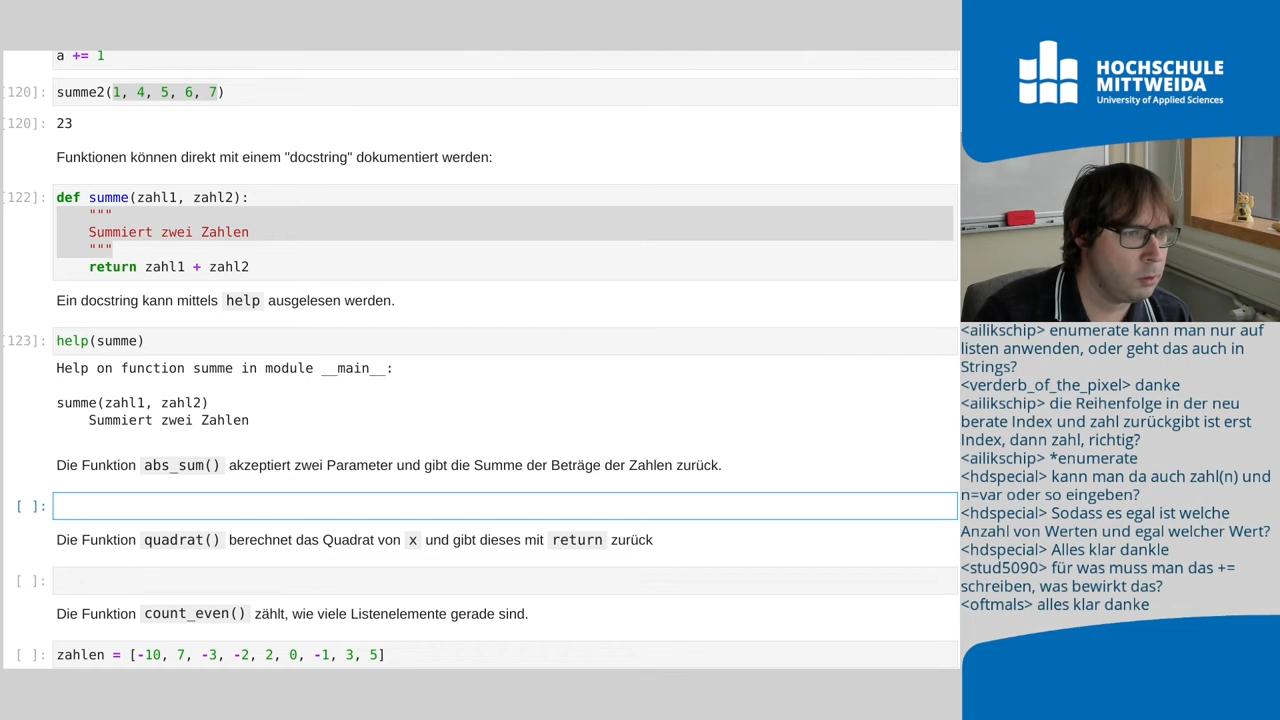 a += 1
[120]: summe2(1, 4, 5, 6, 7)
[120]: 23
Funktionen können direkt mit einem "docstring" dokumentiert werden:
[122]: def summe(zahl1, zahl2):
"""
Summiert zwei Zahlen
"""
return zahl1 + zahl2
Ein docstring kann mittels help ausgelesen werden.
[123]: help(summe)
Help on function summe in module __main__:
summe(zahl1, zahl2)
Summiert zwei Zahlen
Die Funktion abs_sum() akzeptiert zwei Parameter und gibt die Summe der Beträge der Zahlen zurück.
[ ]:
Die Funktion quadrat() berechnet das Quadrat von x und gibt dieses mit return zurück
[ ]:
Die Funktion count_even() zählt, wie viele Listenelemente gerade sind.
[ ]: zahlen = [-10, 7, -3, -2, 2, 0, -1, 3, 5]
HOCHSCHULE
MITTWEIDA
University of Applied Sciences
<ailikschip> enumerate kann man nur auf
listen anwenden, oder geht das auch in
Strings?
<verderb_of_the_pixel> danke
<ailikschip> die Reihenfolge in der neu
berate Index und zahl zurückgibt ist erst
Index, dann zahl, richtig?
<ailikschip> *enumerate
<hdspecial> kann man da auch zahl(n) und
n=var oder so eingeben?
<hdspecial> Sodass es egal ist welche
Anzahl von Werten und egal welcher Wert?
<hdspecial> Alles klar dankle
<stud5090> für was muss man das +=
schreiben, was bewirkt das?
<oftmals> alles klar danke